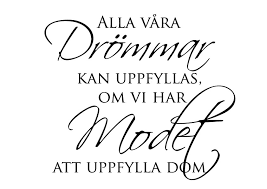 ALLA VÅRA
Drömmar
KAN UPPFYLLAS,
OM VI HAR
Modet
ATT UPPFYLLA DOM